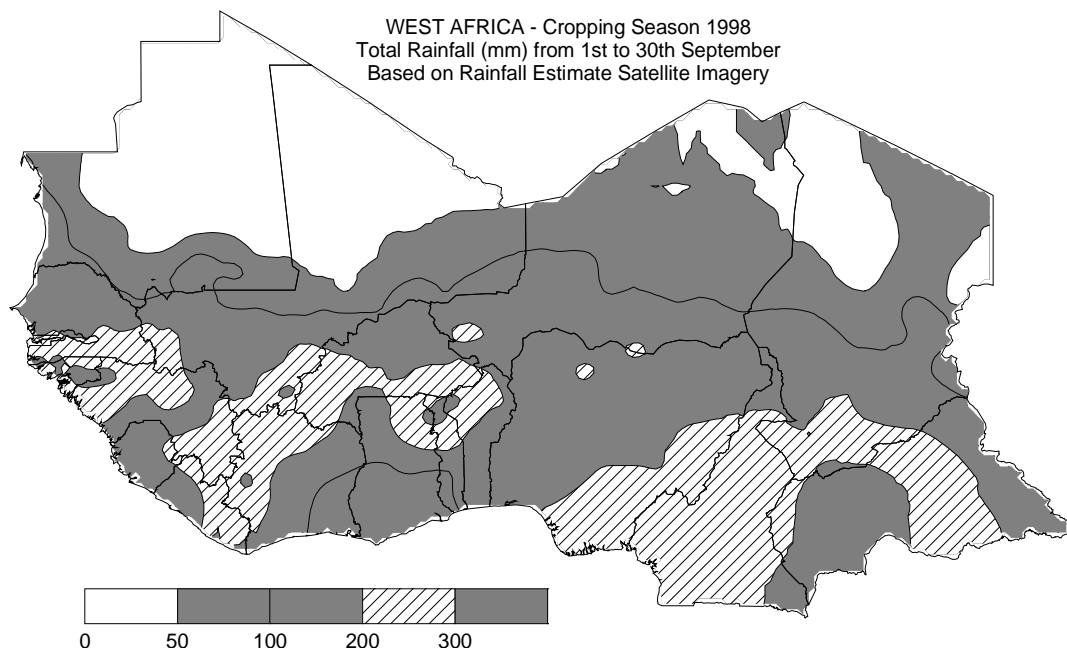 WEST AFRICA - Cropping Season 1998
Total Rainfall (mm) from 1st to 30th September
Based on Rainfall Estimate Satellite Imagery
0 50 100 200 300